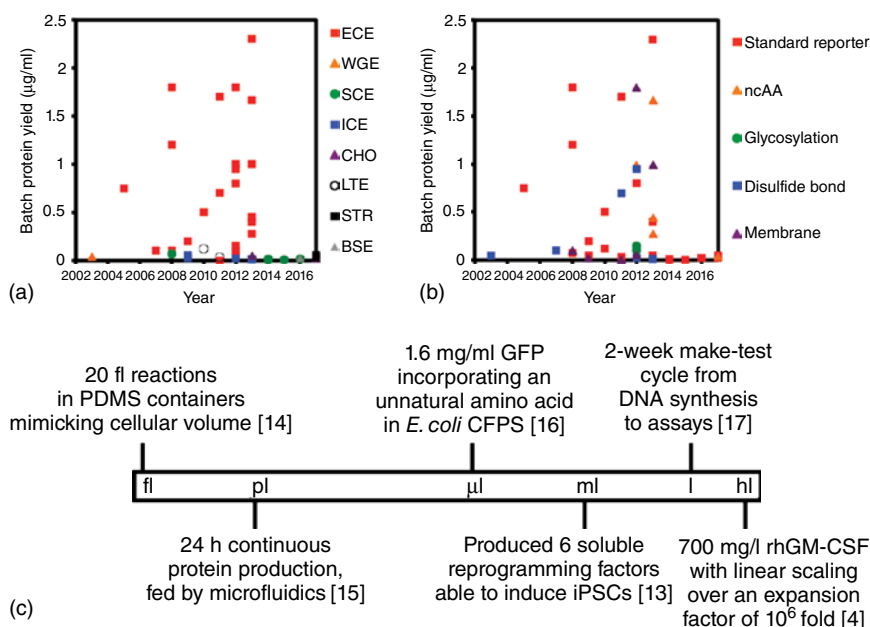 2.5
2
1.5
1
0.5
0
Batch protein yield (μg/ml)
2002 2004 2006 2008 2010 2012 2014 2016
Year
(a)
ECE
WGE
SCE
ICE
CHO
LTE
STR
BSE
2.5
2
1.5
1
0.5
0
Batch protein yield (μg/ml)
2002 2004 2006 2008 2010 2012 2014 2016
Year
(b)
Standard reporter
ncAA
Glycosylation
Disulfide bond
Membrane
20 fl reactions
in PDMS containers
mimicking cellular volume [14]
1.6 mg/ml GFP
incorporating an
unnatural amino acid
in E. coli CFPS [16]
2-week make-test
cycle from
DNA synthesis
to assays [17]
fl pl μl ml l hl
24 h continuous
protein production,
fed by microfluidics [15]
Produced 6 soluble
reprogramming factors
able to induce iPSCs [13]
700 mg/l rhGM-CSF
with linear scaling
over an expansion
factor of 10⁶ fold [4]
(c)